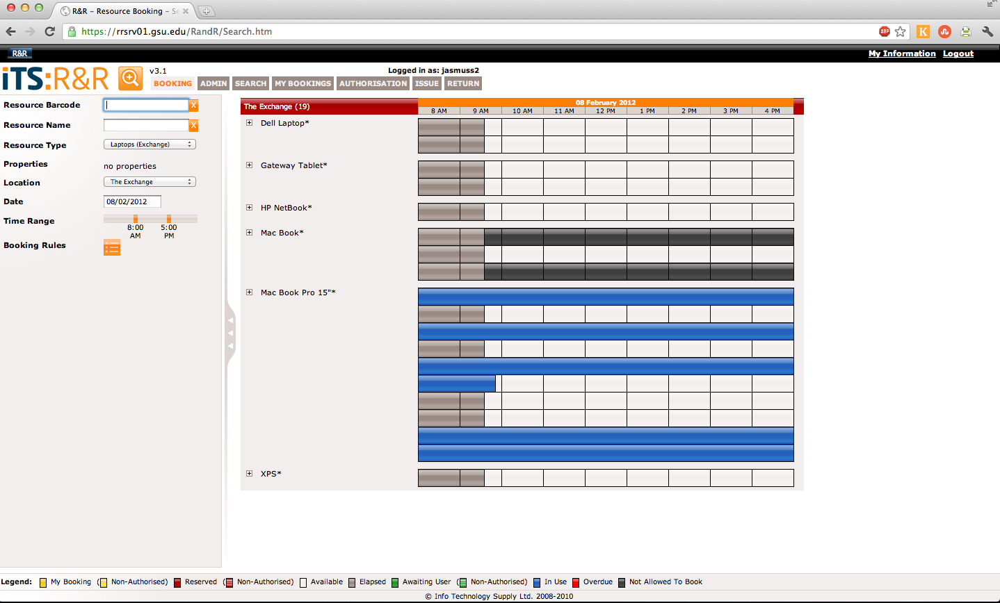 R&R – Resource Booking – Se
https://rrsrv01.gsu.edu/RandR/Search.htm
ABP
K
R&R
My Information Logout
iTS:R&R
v3.1
Logged in as: jasmuss2
BOOKING ADMIN SEARCH MY BOOKINGS AUTHORISATION ISSUE RETURN
Resource Barcode X
Resource Name X
Resource Type Laptops (Exchange)
Properties no properties
Location The Exchange
Date 08/02/2012
Time Range
8:00 AM
5:00 PM
Booking Rules
The Exchange (19)
08 February 2012
8 AM 9 AM 10 AM 11 AM 12 PM 1 PM 2 PM 3 PM 4 PM
Dell Laptop*
Gateway Tablet*
HP NetBook*
Mac Book*
Mac Book Pro 15"*
XPS*
Legend: My Booking ( Non-Authorised) Reserved ( Non-Authorised) Available Elapsed Awaiting User ( Non-Authorised) In Use Overdue Not Allowed To Book
© Info Technology Supply Ltd. 2008-2010